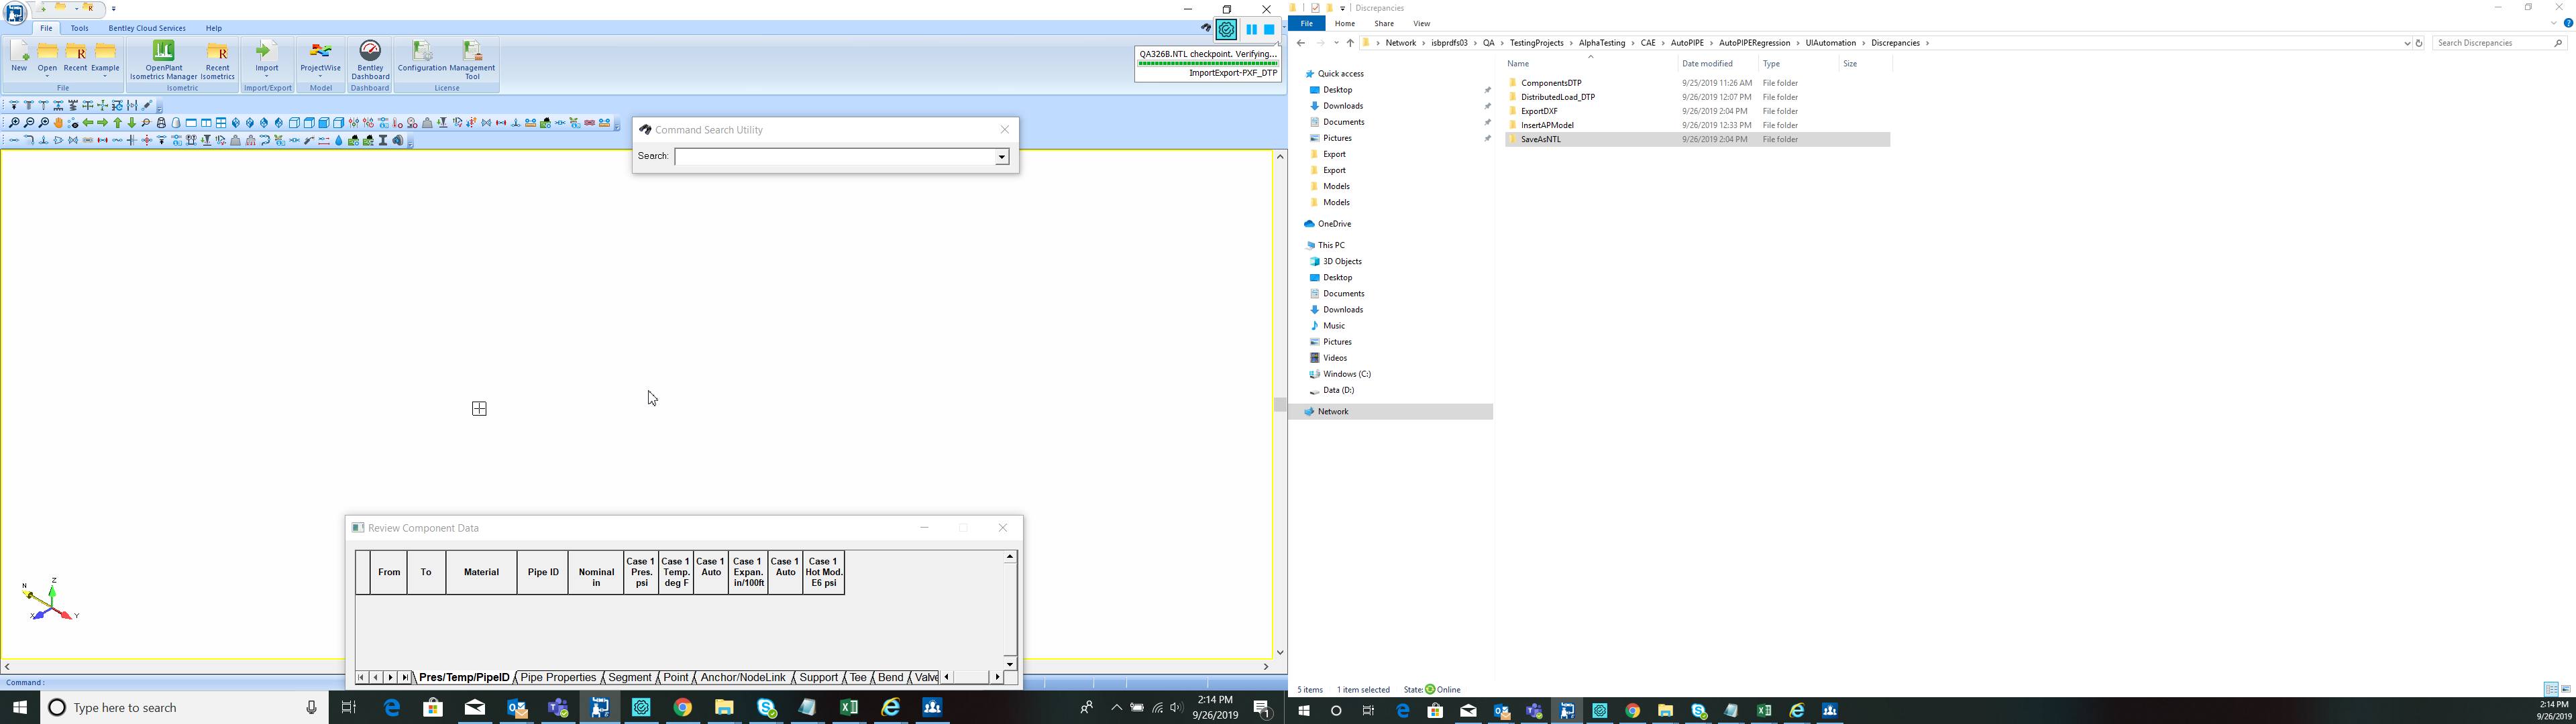 File
Tools
Bentley Cloud Services
Help
New
Open
Recent
Example
OpenPlant
Isometrics Manager
Recent
Isometrics
Import
ProjectWise
Bentley
Dashboard
Configuration
Management
Tool
File
Isometric
Import/Export
Model
Dashboard
License
QA326B.NTL checkpoint. Verifying...
ImportExport-PXF_DTP
Command Search Utility
Search:
N
Z
X
Y
Review Component Data
From
To
Material
Pipe ID
Nominal
in
Case 1
Pres.
psi
Case 1
Temp.
deg F
Case 1
Auto
Case 1
Expan.
in/100ft
Case 1
Auto
Case 1
Hot Mod.
E6 psi
Pres/Temp/PipeID
Pipe Properties
Segment
Point
Anchor/NodeLink
Support
Tee
Bend
Valve
Command :
Type here to search
2:14 PM
9/26/2019
1
Discrepancies
File
Home
Share
View
Network
isbprdfs03
QA
TestingProjects
AlphaTesting
CAE
AutoPIPE
AutoPIPERegression
UIAutomation
Discrepancies
Search Discrepancies
Name
Date modified
Type
Size
Quick access
Desktop
Downloads
Documents
Pictures
Export
Export
Models
Models
OneDrive
This PC
3D Objects
Desktop
Documents
Downloads
Music
Pictures
Videos
Windows (C:)
Data (D:)
Network
ComponentsDTP 9/25/2019 11:26 AM File folder
DistributedLoad_DTP 9/26/2019 12:07 PM File folder
ExportDXF 9/26/2019 2:04 PM File folder
InsertAPModel 9/26/2019 12:33 PM File folder
SaveAsNTL 9/26/2019 2:04 PM File folder
5 items 1 item selected State: Online
2:14 PM
9/26/2019